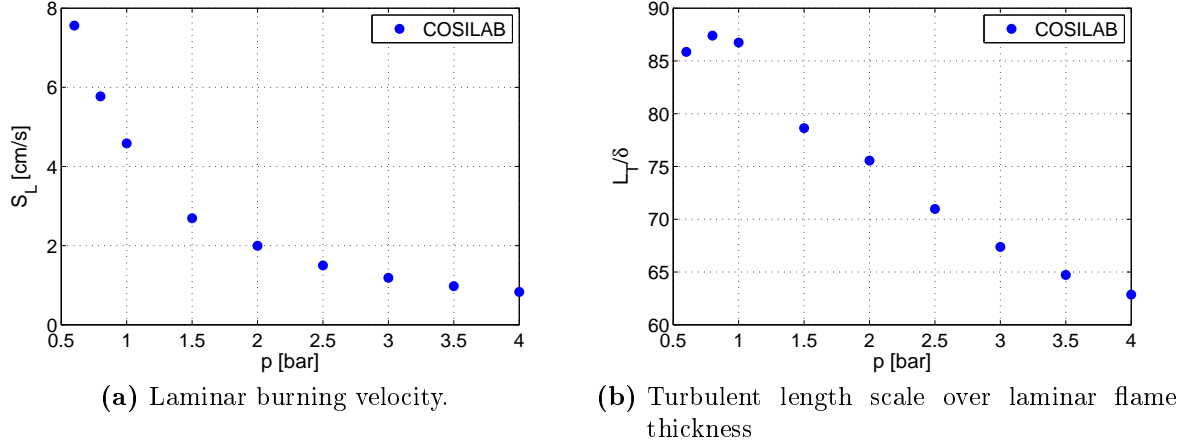 8
6
4
2
0
S_L [cm/s]
COSILAB
0.5 1 1.5 2 2.5 3 3.5 4
p [bar]
(a) Laminar burning velocity.
90
85
80
75
70
65
60
L_T/δ
COSILAB
0.5 1 1.5 2 2.5 3 3.5 4
p [bar]
(b) Turbulent length scale over laminar flame
thickness